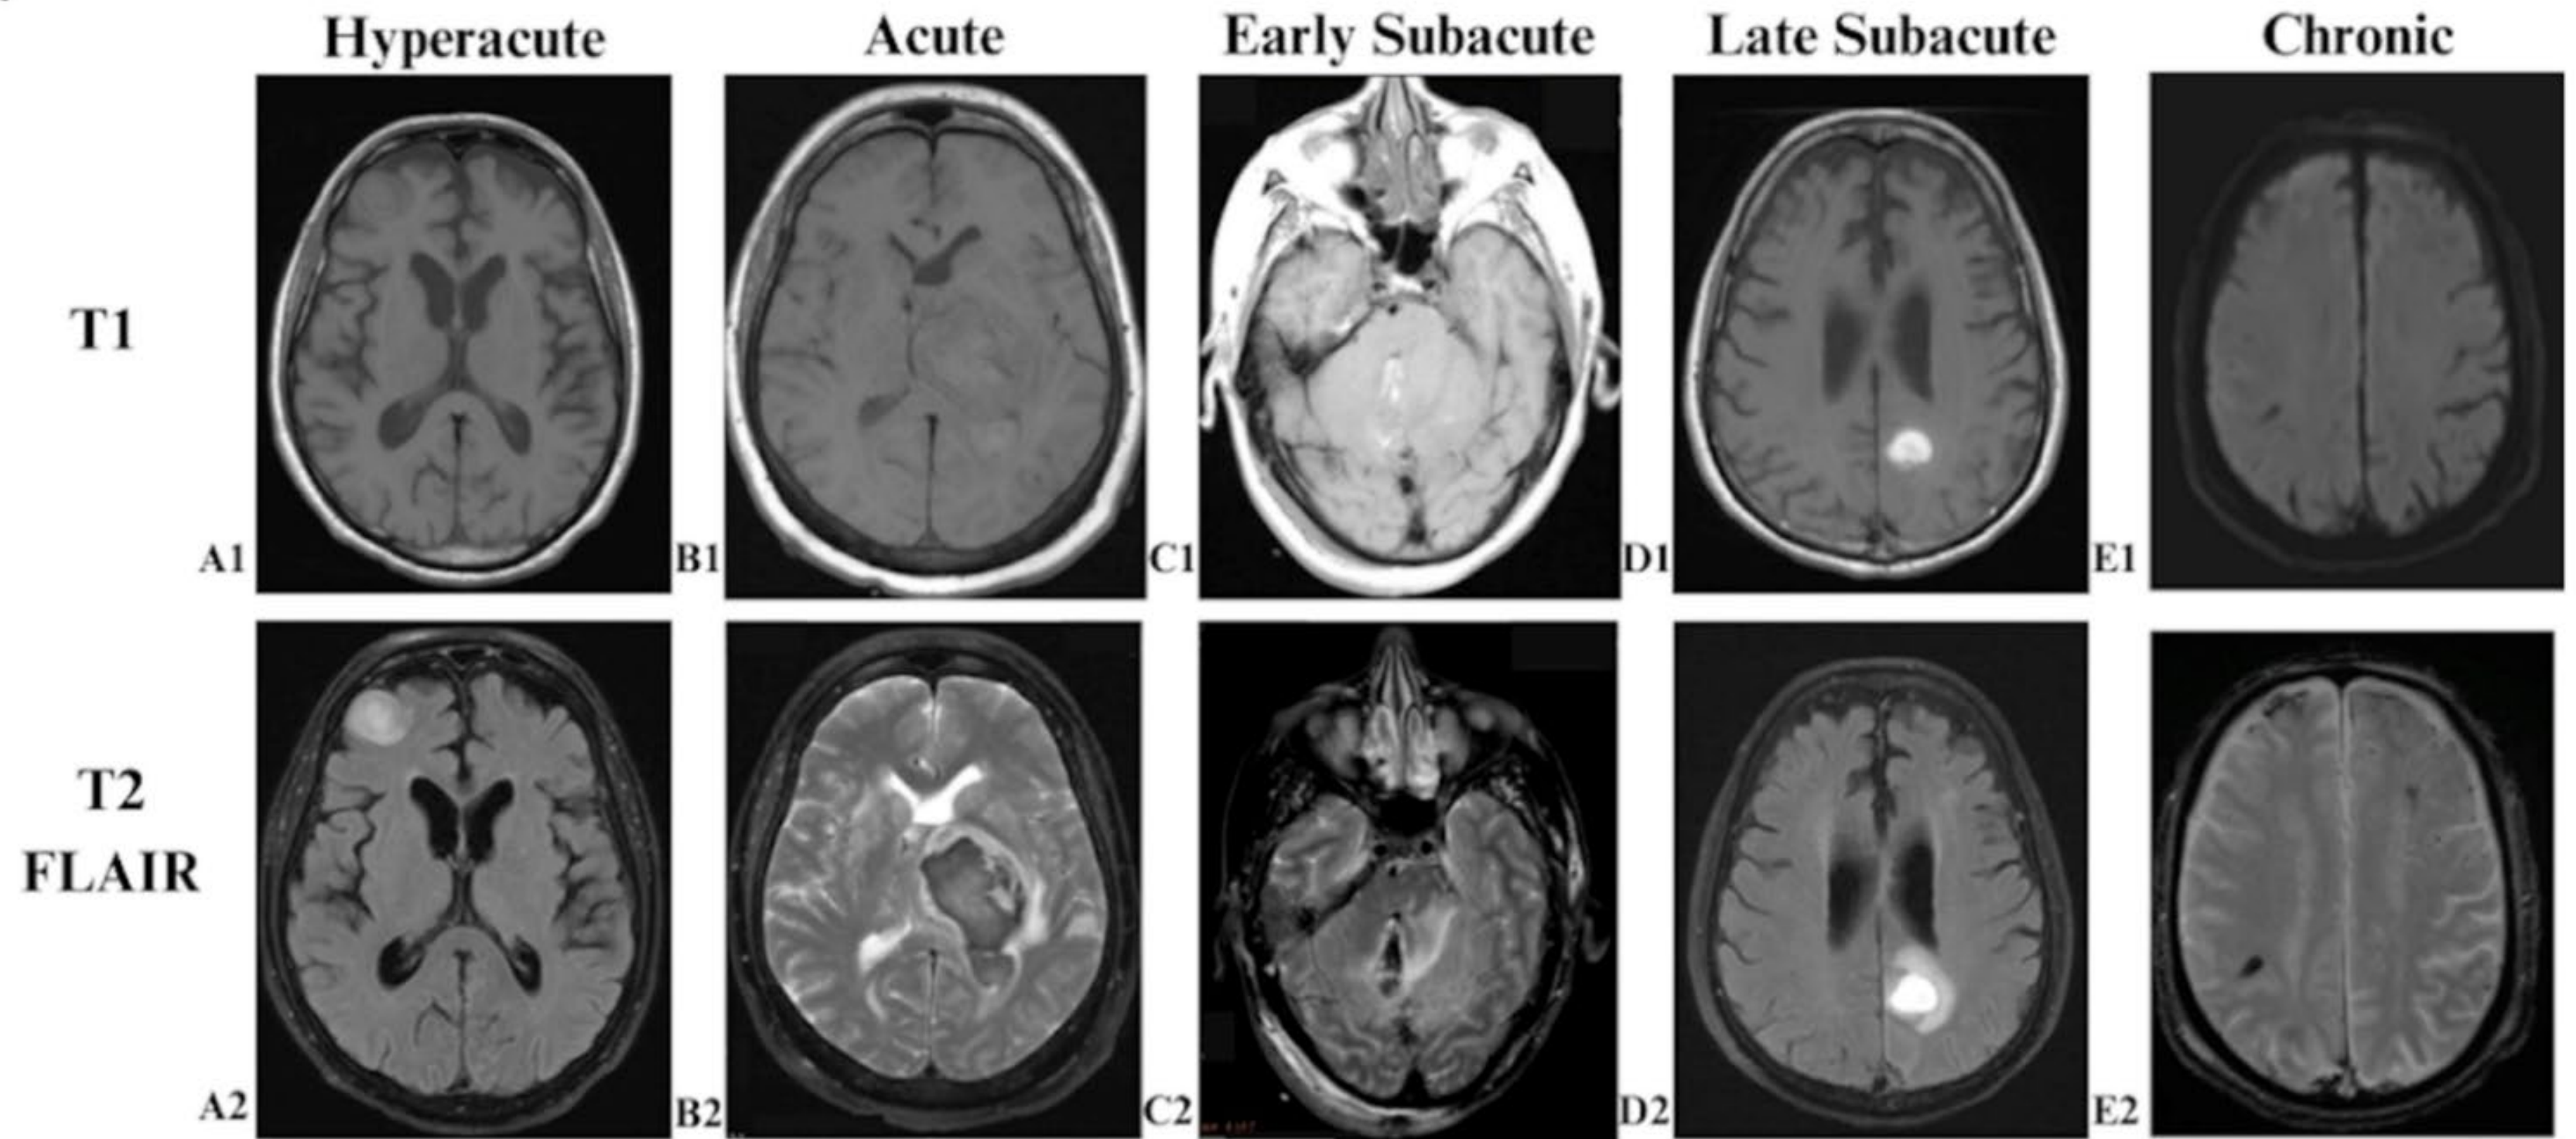 Hyperacute
Acute
Early Subacute
Late Subacute
Chronic
T1
A1
B1
C1
D1
E1
T2
FLAIR
A2
B2
C2
D2
E2